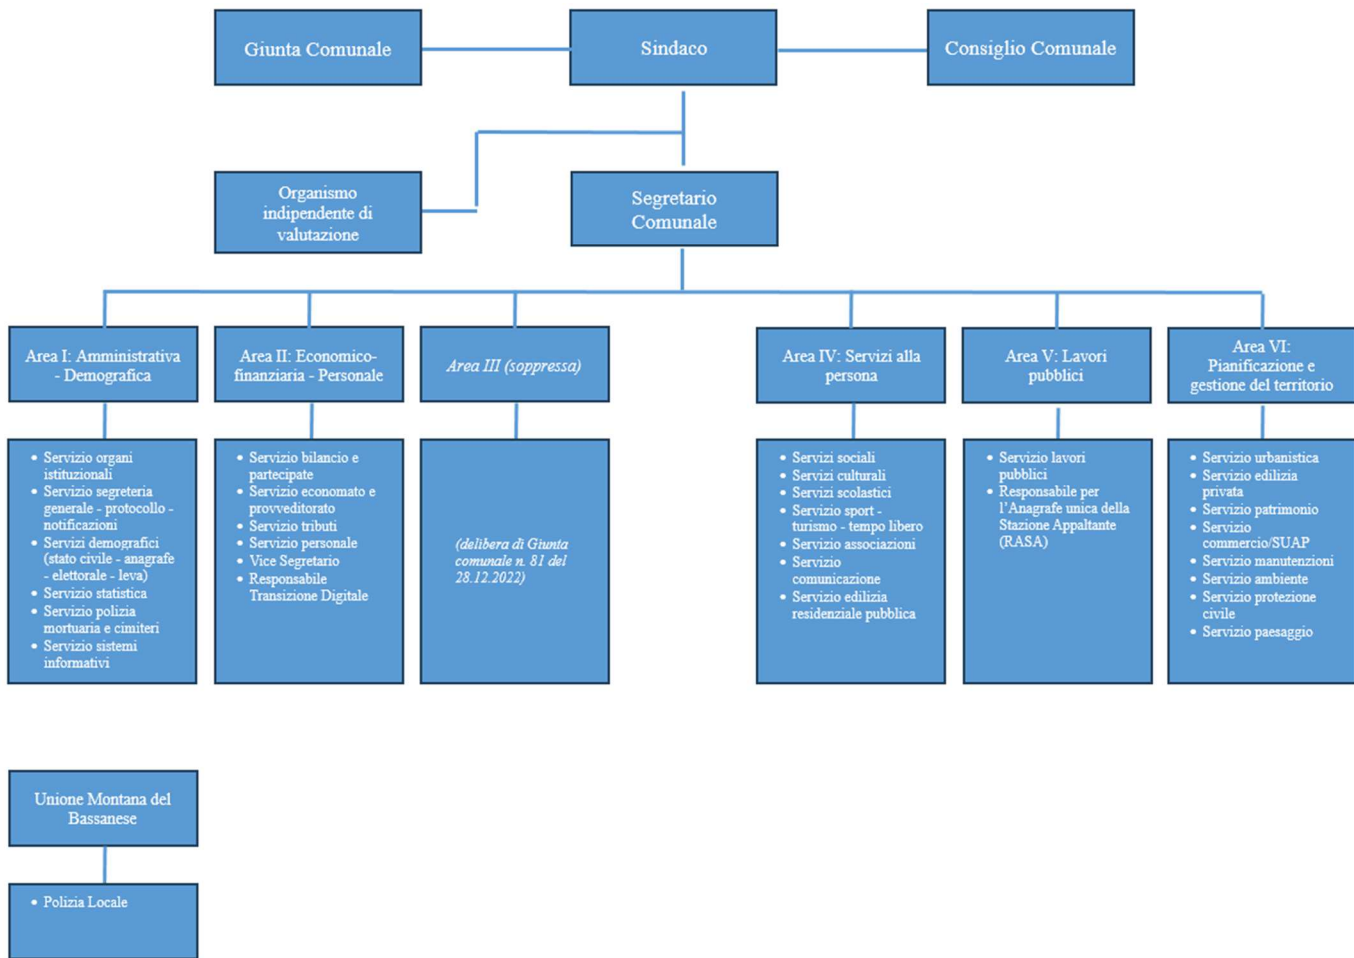 Giunta Comunale
Sindaco
Consiglio Comunale
Organismo
indipendente di
valutazione
Segretario
Comunale
Area I: Amministrativa
- Demografica
Area II: Economico-
finanziaria - Personale
Area III (soppressa)
Area IV: Servizi alla
persona
Area V: Lavori
pubblici
Area VI:
Pianificazione e
gestione del territorio
• Servizio organi
istituzionali
• Servizio segreteria
generale - protocollo -
notificazioni
• Servizi demografici
(stato civile - anagrafe
- elettorale - leva)
• Servizio statistica
• Servizio polizia
mortuaria e cimiteri
• Servizio sistemi
informativi
• Servizio bilancio e
partecipate
• Servizio economato e
provveditorato
• Servizio tributi
• Servizio personale
• Vice Segretario
• Responsabile
Transizione Digitale
(delibera di Giunta
comunale n. 81 del
28.12.2022)
• Servizi sociali
• Servizi culturali
• Servizi scolastici
• Servizio sport -
turismo - tempo libero
• Servizio associazioni
• Servizio
comunicazione
• Servizio edilizia
residenziale pubblica
• Servizio lavori
pubblici
• Responsabile per
l’Anagrafe unica della
Stazione Appaltante
(RASA)
• Servizio urbanistica
• Servizio edilizia
privata
• Servizio patrimonio
• Servizio
commercio/SUAP
• Servizio manutenzioni
• Servizio ambiente
• Servizio protezione
civile
• Servizio paesaggio
Unione Montana del
Bassanese
• Polizia Locale